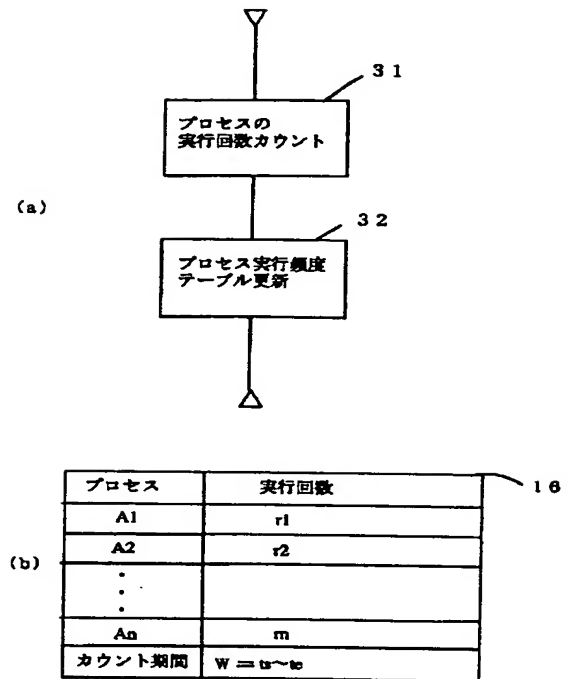 31
プロセスの
実行回数カウント
(a)
32
プロセス実行頻度
テーブル更新
16
プロセス 実行回数
A1 r1
A2 r2
(b)
An rn
カウント期間 W=ts～te